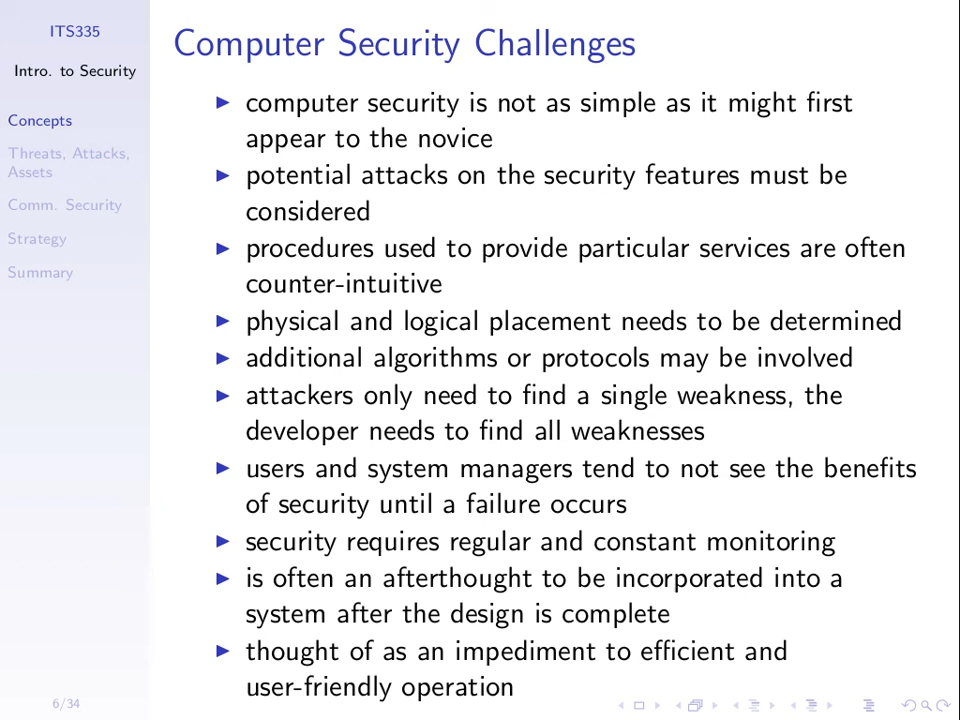 ITS335
Intro. to Security
Concepts
Threats, Attacks,
Assets
Comm. Security
Strategy
Summary
6/34
Computer Security Challenges
computer security is not as simple as it might first
appear to the novice
potential attacks on the security features must be
considered
procedures used to provide particular services are often
counter-intuitive
physical and logical placement needs to be determined
additional algorithms or protocols may be involved
attackers only need to find a single weakness, the
developer needs to find all weaknesses
users and system managers tend to not see the benefits
of security until a failure occurs
security requires regular and constant monitoring
is often an afterthought to be incorporated into a
system after the design is complete
thought of as an impediment to efficient and
user-friendly operation